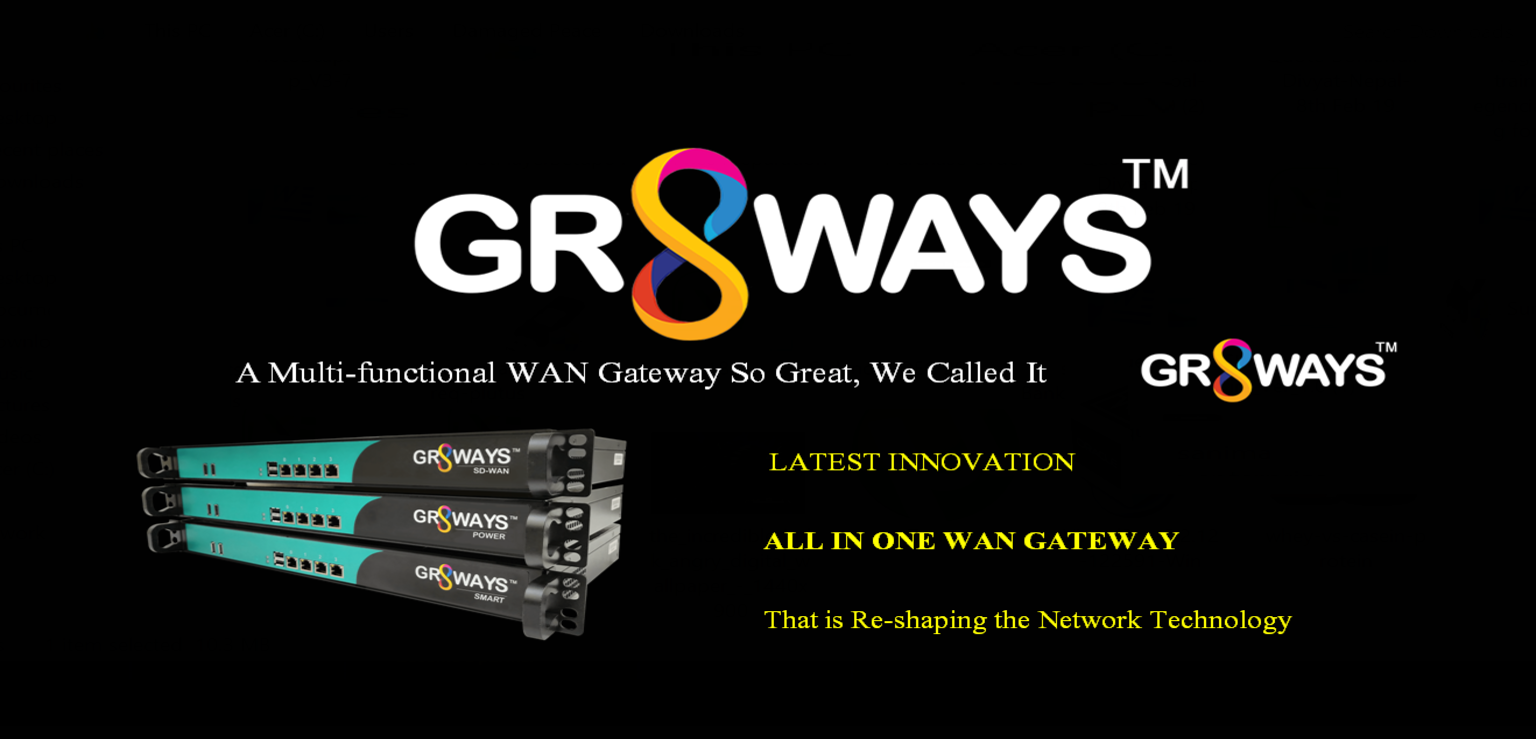 GR8WAYS™
A Multi-functional WAN Gateway So Great, We Called It GR8WAYS™
GR8WAYS™
SD-WAN
GR8WAYS™
POWER
GR8WAYS™
SMART
LATEST INNOVATION
ALL IN ONE WAN GATEWAY
That is Re-shaping the Network Technology